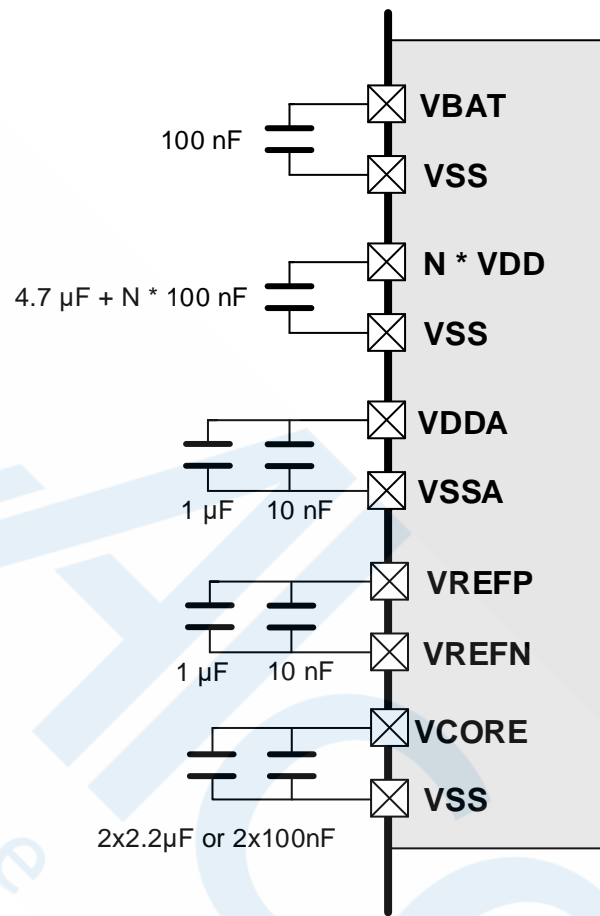 VBAT
100 nF
VSS
N * VDD
4.7 µF + N * 100 nF
VSS
VDDA
VSSA
1 µF 10 nF
VREFP
VREFN
1 µF 10 nF
VCORE
VSS
2x2.2µF or 2x100nF